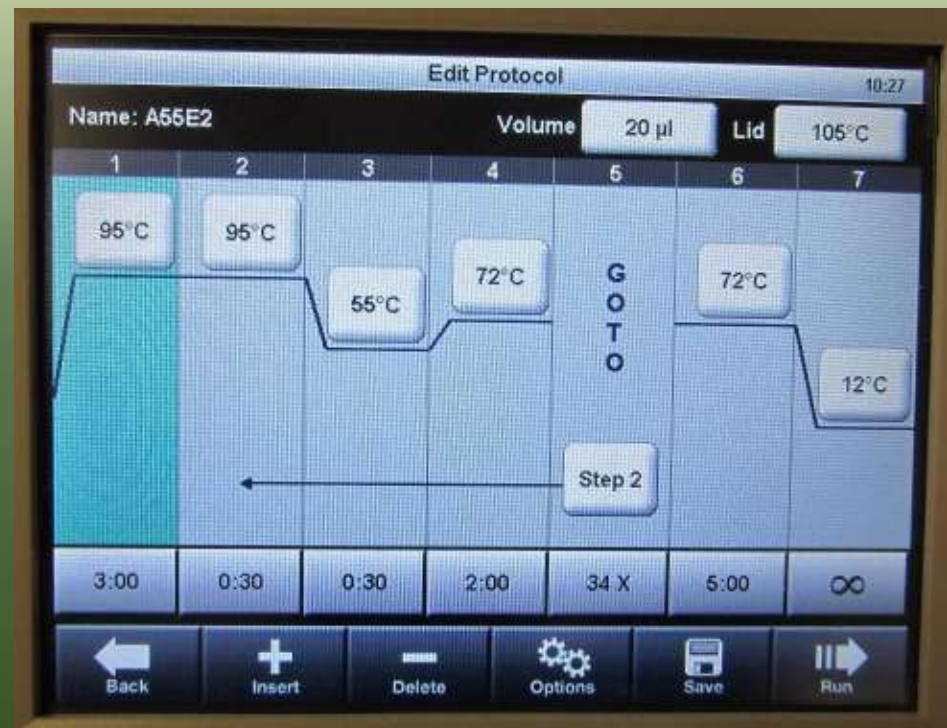 Edit Protocol 10:27
Name: A55E2 Volume 20 µl Lid 105°C
1 2 3 4 5 6 7
95°C 95°C 55°C 72°C GOTO 72°C 12°C
Step 2
3:00 0:30 0:30 2:00 34 X 5:00 ∞
Back Insert Delete Options Save Run